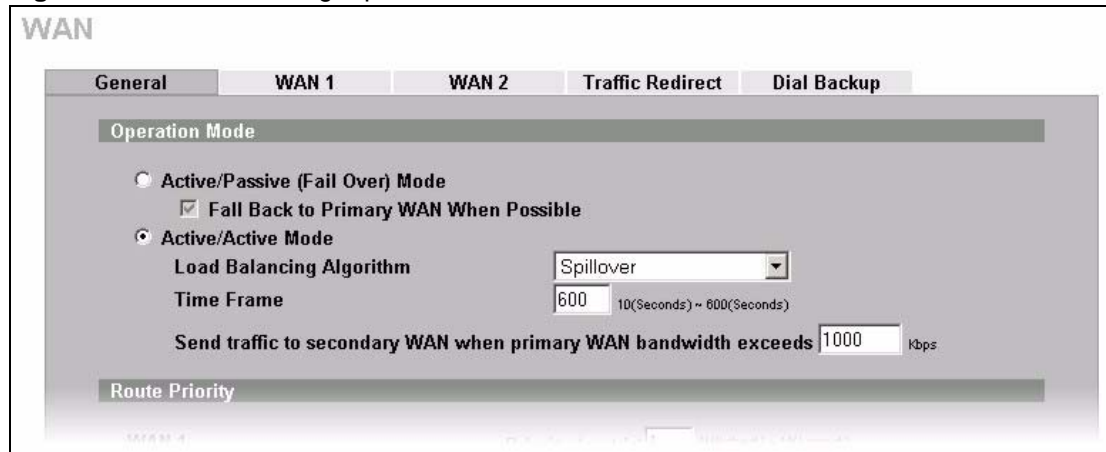 WAN
General WAN 1 WAN 2 Traffic Redirect Dial Backup
Operation Mode
Active/Passive (Fail Over) Mode
Fall Back to Primary WAN When Possible
Active/Active Mode
Load Balancing Algorithm Spillover
Time Frame 600 10(Seconds) ~ 600(Seconds)
Send traffic to secondary WAN when primary WAN bandwidth exceeds 1000 Kbps
Route Priority
WAN 1